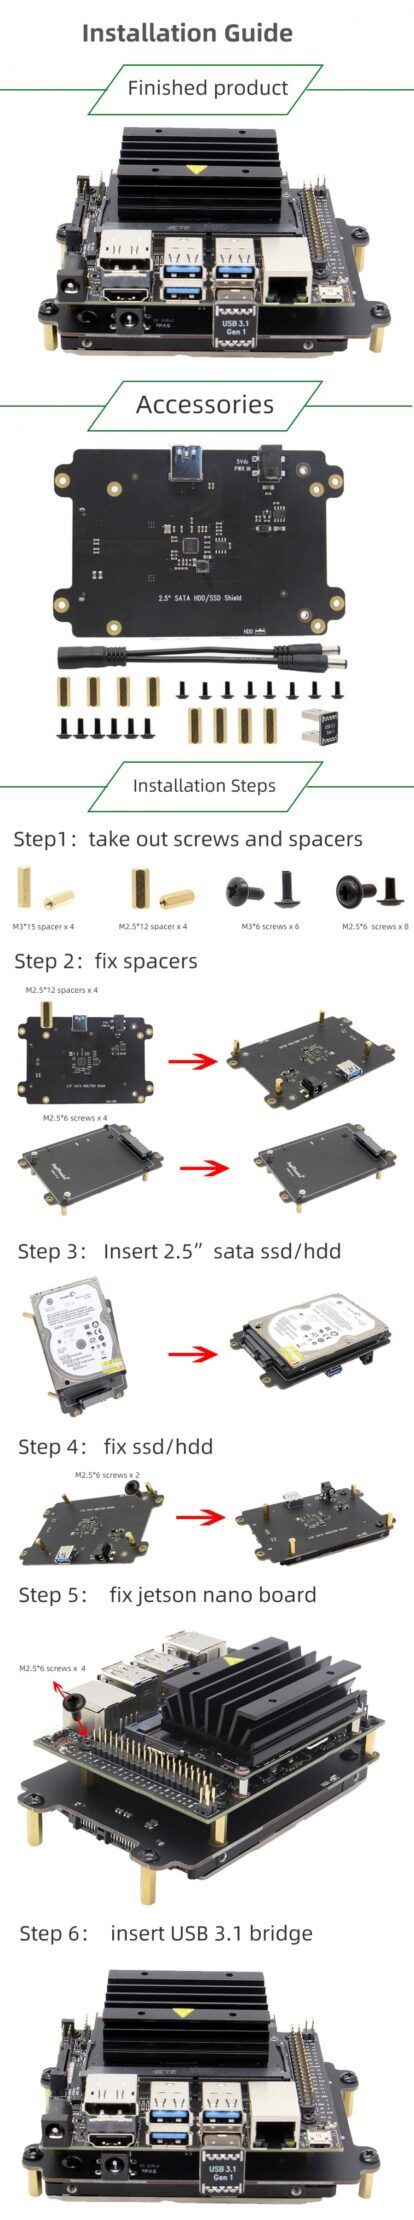 Installation Guide
Finished product
USB 3.1
Gen 1
Accessories
5Vdc
PWR IN
2.5" SATA HDD/SSD Shield
HDD
USB 3.1
Gen 1
Installation Steps
Step1: take out screws and spacers
M3*15 spacer x 4
M2.5*12 spacer x 4
M3*6 screws x 6
M2.5*6 screws x 8
Step 2: fix spacers
M2.5*12 spacers x 4
M2.5*6 screws x 4
Step 3: Insert 2.5” sata ssd/hdd
Step 4: fix ssd/hdd
M2.5*6 screws x 2
Step 5: fix jetson nano board
M2.5*6 screws x 4
Step 6: insert USB 3.1 bridge
USB 3.1
Gen 1